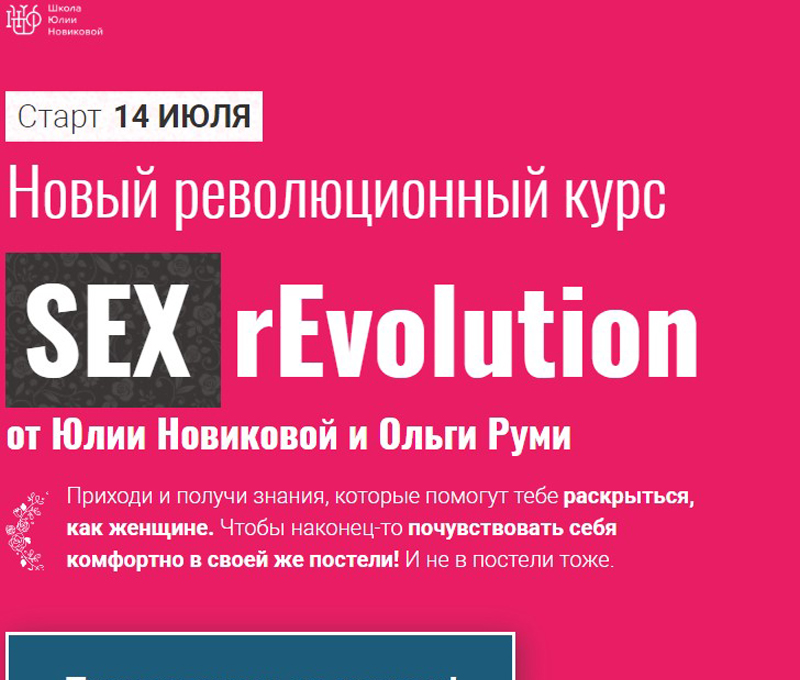 Школа
Юлии
Новиковой
Старт 14 ИЮЛЯ
Новый революционный курс
SEX rEvolution
от Юлии Новиковой и Ольги Руми
Приходи и получи знания, которые помогут тебе раскрыться,
как женщине. Чтобы наконец-то почувствовать себя
комфортно в своей же постели! И не в постели тоже.